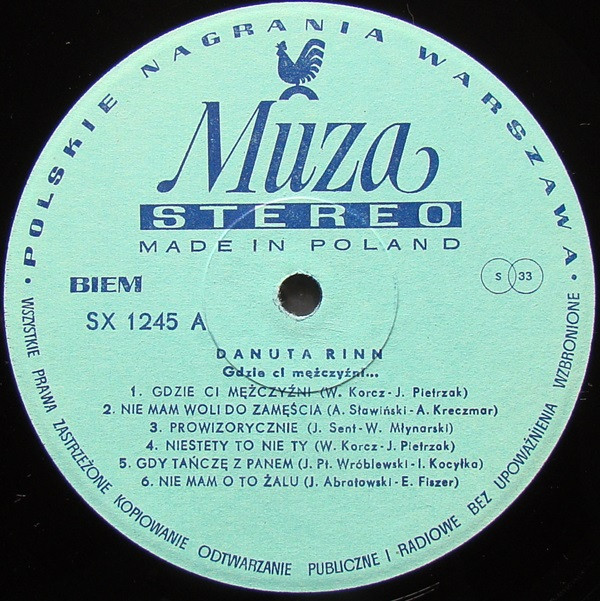 • POLSKIE NAGRANIA WARSZAWA •
Muza
STEREO
MADE IN POLAND
BIEM
S 33
SX 1245 A
DANUTA RINN
Gdzie ci mężczyźni...
1. GDZIE CI MĘŻCZYŹNI (W. Korcz-J. Pietrzak)
2. NIE MAM WOLI DO ZAMĘŚCIA (A. Sławiński-A. Kreczmar)
3. PROWIZORYCZNIE (J. Sent-W. Młynarski)
4. NIESTETY TO NIE TY (W. Korcz-J. Pietrzak)
5. GDY TAŃCZĘ Z PANEM (J. Pt. Wróblewski-I. Kocyłka)
6. NIE MAM O TO ŻALU (J. Abratowski-E. Fiszer)
WSZYSTKIE PRAWA ZASTRZEŻONE KOPIOWANIE ODTWARZANIE PUBLICZNE I RADIOWE BEZ UPOWAŻNIENIA WZBRONIONE